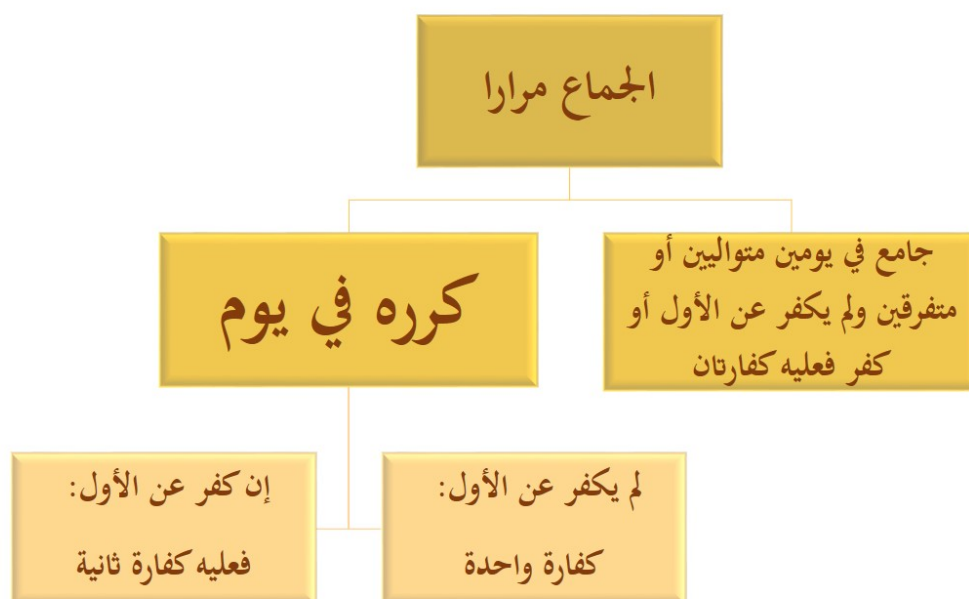 الجماع مرارا
جامع في يومين متواليين أو
متفرقين ولم يكفر عن الأول أو
كفر فعليه كفارتان
كرره في يوم
لم يكفر عن الأول:
كفارة واحدة
إن كفر عن الأول:
فعليه كفارة ثانية